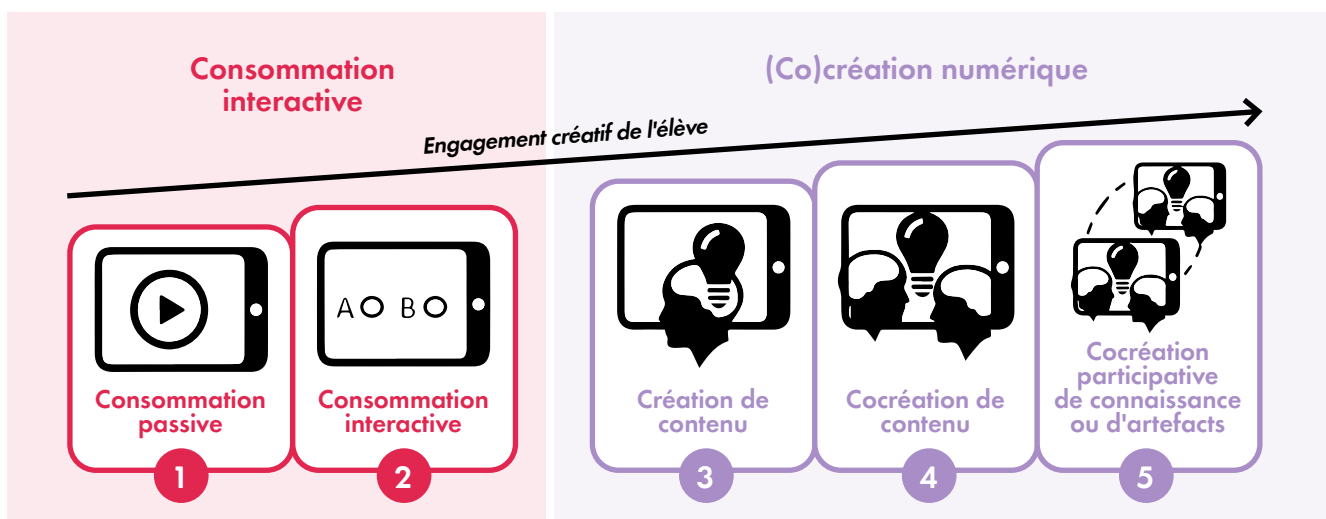 Consommation
interactive
(Co)création numérique
Engagement créatif de l'élève
A B
Consommation
passive
1
Consommation
interactive
2
Création de
contenu
3
Cocréation de
contenu
4
Cocréation
participative
de connaissance
ou d'artefacts
5